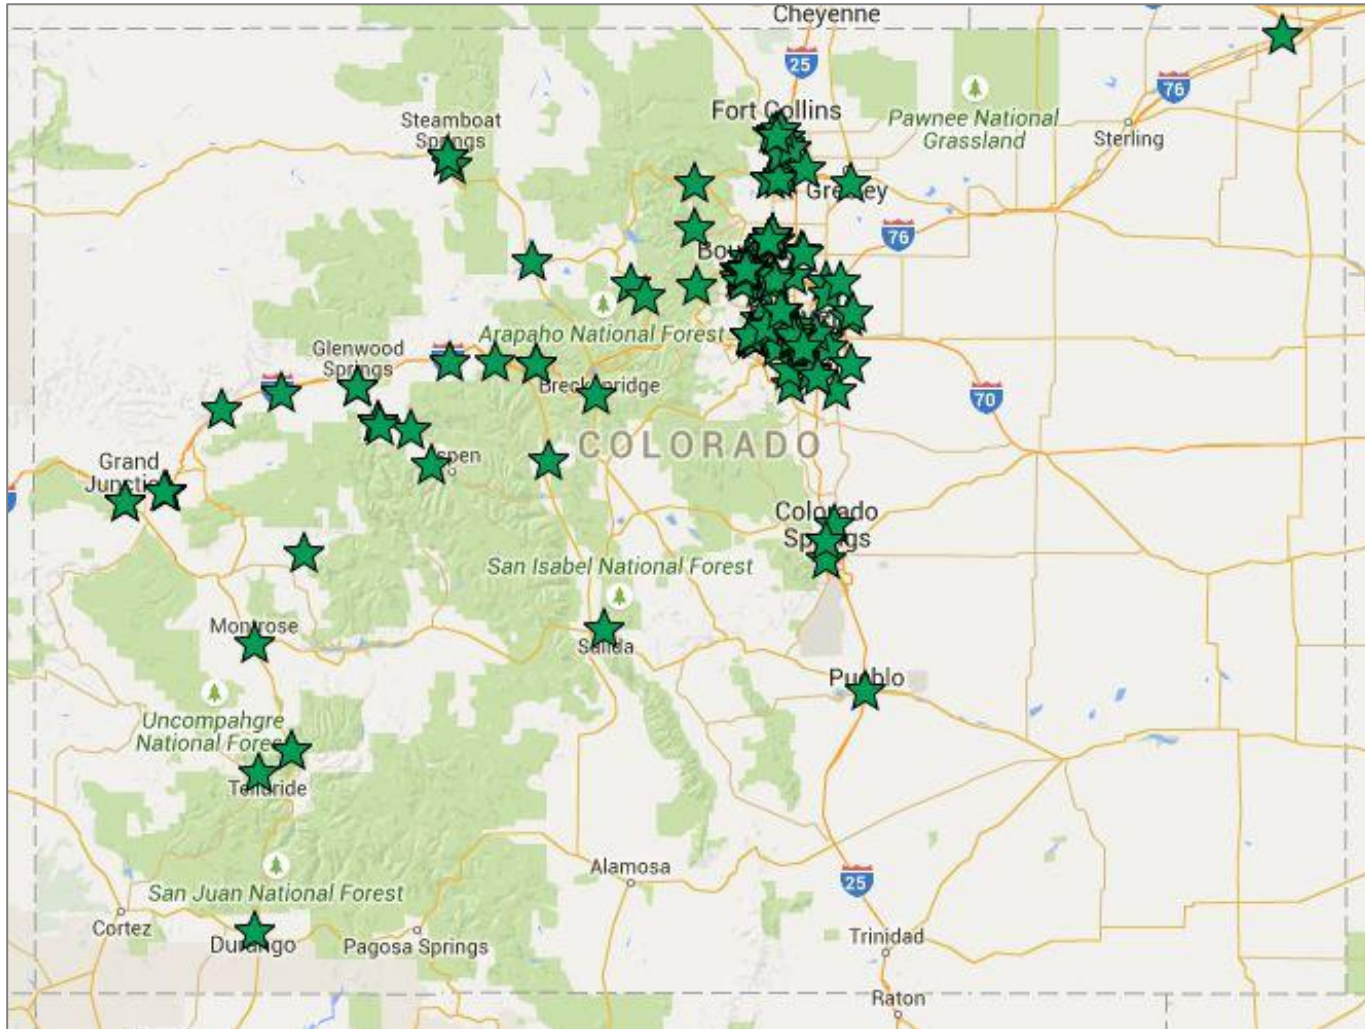 Cheyenne
25
76
Fort Collins
Pawnee National
Grassland
Steamboat
Springs
Sterling
Greeley
76
Arapaho National Forest
Glenwood
Springs
Breckenridge
70
COLORADO
Aspen
Grand
Junction
Colorado
Springs
San Isabel National Forest
Montrose
Salida
Pueblo
Uncompahgre
National Forest
Telluride
Alamosa
25
San Juan National Forest
Cortez
Durango
Pagosa Springs
Trinidad
Raton